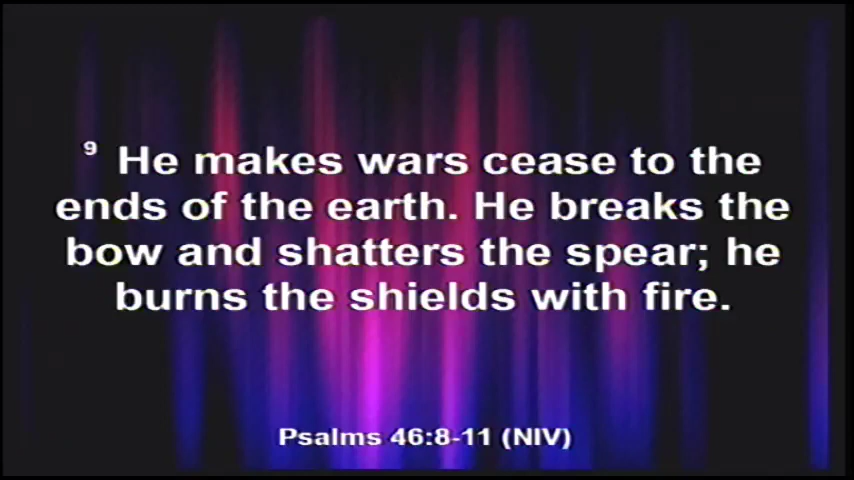 9 He makes wars cease to the
ends of the earth. He breaks the
bow and shatters the spear; he
burns the shields with fire.
Psalms 46:8-11 (NIV)